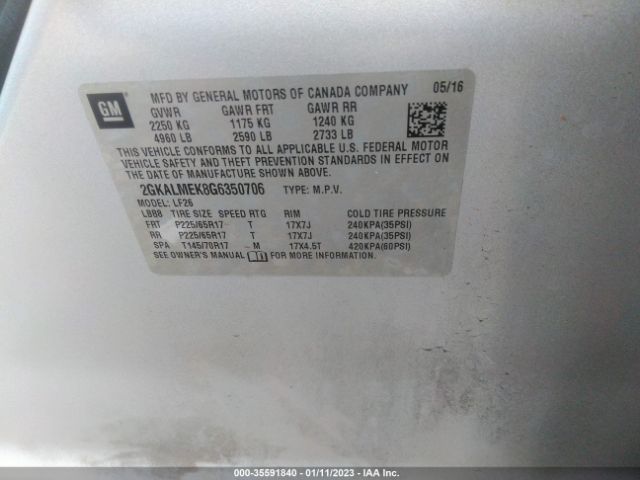 GM
MFD BY GENERAL MOTORS OF CANADA COMPANY 05/16
GVWR GAWR FRT GAWR RR
2250 KG 1175 KG 1240 KG
4960 LB 2590 LB 2733 LB
THIS VEHICLE CONFORMS TO ALL APPLICABLE U.S. FEDERAL MOTOR
VEHICLE SAFETY AND THEFT PREVENTION STANDARDS IN EFFECT ON
THE DATE OF MANUFACTURE SHOWN ABOVE.
2GKALMEK8G6350706 TYPE: M.P.V.
MODEL: LF26
LB88 TIRE SIZE SPEED RTG RIM COLD TIRE PRESSURE
FRT P225/65R17 T 17X7J 240KPA(35PSI)
RR P225/65R17 T 17X7J 240KPA(35PSI)
SPA T145/70R17 M 17X4.5T 420KPA(60PSI)
SEE OWNER'S MANUAL FOR MORE INFORMATION.
000-35591840 - 01/11/2023 - IAA Inc.